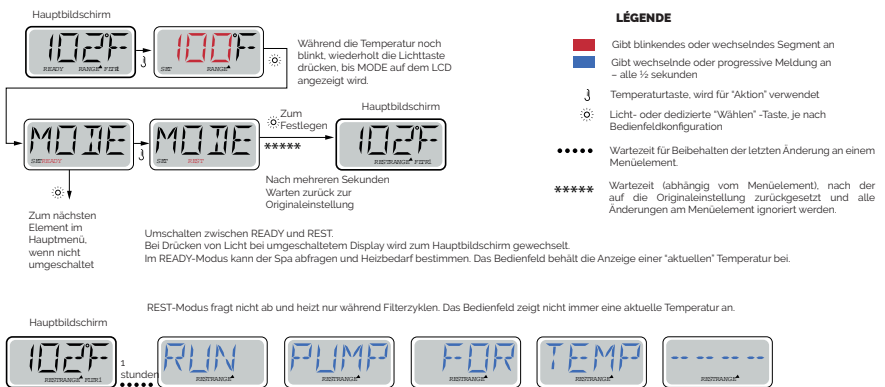 Hauptbildschirm
102°F
READY RANGE FLTR1
100°F
SET RANGE
Während die Temperatur noch
blinkt, wiederholt die Lichttaste
drücken, bis MODE auf dem LCD
angezeigt wird.
MODE
SET READY
MODE
SET REST
Zum
Festlegen
*****
Hauptbildschirm
102°F
REST RANGE FLTR1
Nach mehreren Sekunden
Warten zurück zur
Originaleinstellung
Zum nächsten
Element im
Hauptmenü,
wenn nicht
umgeschaltet
LÉGENDE
Gibt blinkendes oder wechselndes Segment an
Gibt wechselnde oder progressive Meldung an
– alle ½ sekunden
Temperaturtaste, wird für "Aktion" verwendet
Licht- oder dedizierte "Wählen" -Taste, je nach
Bedienfeldkonfiguration
••••• Wartezeit für Beibehalten der letzten Änderung an einem
Menüelement.
***** Wartezeit (abhängig vom Menüelement), nach der
auf die Originaleinstellung zurückgesetzt und alle
Änderungen am Menüelement ignoriert werden.
Umschalten zwischen READY und REST.
Bei Drücken von Licht bei umgeschaltetem Display wird zum Hauptbildschirm gewechselt.
Im READY-Modus kann der Spa abfragen und Heizbedarf bestimmen. Das Bedienfeld behält die Anzeige einer "aktuellen" Temperatur bei.
REST-Modus fragt nicht ab und heizt nur während Filterzyklen. Das Bedienfeld zeigt nicht immer eine aktuelle Temperatur an.
Hauptbildschirm
102°F
REST RANGE FLTR1
1
stunden
•••••
RUN
REST RANGE
PUMP
REST RANGE
FOR
REST RANGE
TEMP
REST RANGE
-----
REST RANGE